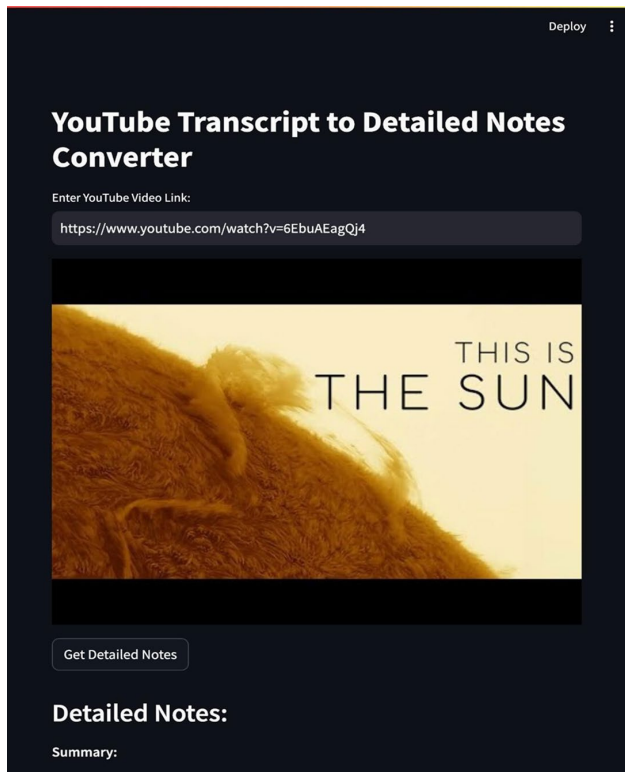 Deploy
YouTube Transcript to Detailed Notes
Converter
Enter YouTube Video Link:
https://www.youtube.com/watch?v=6EbuAEagQj4
THIS IS
THE SUN
Get Detailed Notes
Detailed Notes:
Summary: